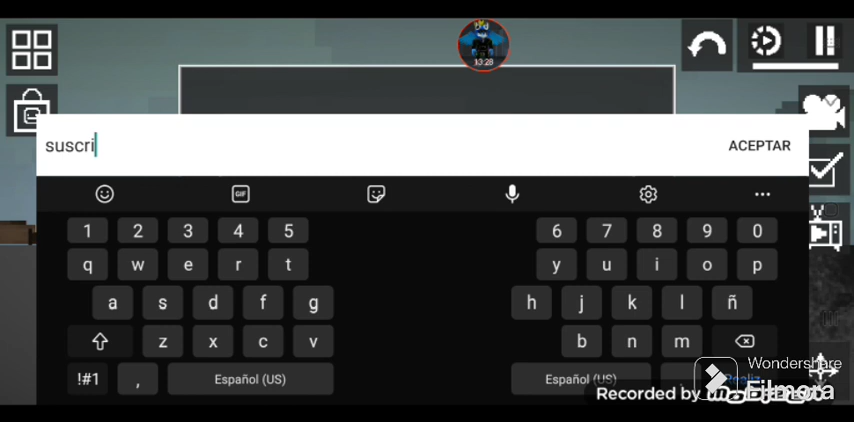 13:28
suscri
ACEPTAR
GIF
1 2 3 4 5 6 7 8 9 0
q w e r t y u i o p
a s d f g h j k l ñ
z x c v b n m
!#1 , Español (US) Español (US)
Wondershare
Filmora
Recorded by